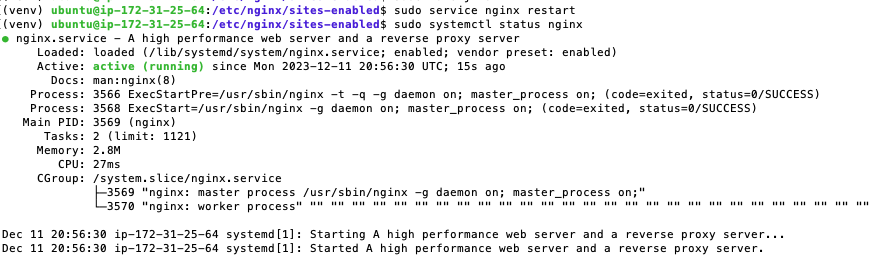 (venv) ubuntu@ip-172-31-25-64:/etc/nginx/sites-enabled$ sudo service nginx restart
(venv) ubuntu@ip-172-31-25-64:/etc/nginx/sites-enabled$ sudo systemctl status nginx
● nginx.service - A high performance web server and a reverse proxy server
     Loaded: loaded (/lib/systemd/system/nginx.service; enabled; vendor preset: enabled)
     Active: active (running) since Mon 2023-12-11 20:56:30 UTC; 15s ago
       Docs: man:nginx(8)
    Process: 3566 ExecStartPre=/usr/sbin/nginx -t -q -g daemon on; master_process on; (code=exited, status=0/SUCCESS)
    Process: 3568 ExecStart=/usr/sbin/nginx -g daemon on; master_process on; (code=exited, status=0/SUCCESS)
   Main PID: 3569 (nginx)
      Tasks: 2 (limit: 1121)
     Memory: 2.8M
        CPU: 27ms
     CGroup: /system.slice/nginx.service
             ├─3569 "nginx: master process /usr/sbin/nginx -g daemon on; master_process on;"
             └─3570 "nginx: worker process" "" "" "" "" "" "" "" "" "" "" "" "" "" "" "" "" "" "" "" "" "" "" "" "" "" "" ""

Dec 11 20:56:30 ip-172-31-25-64 systemd[1]: Starting A high performance web server and a reverse proxy server...
Dec 11 20:56:30 ip-172-31-25-64 systemd[1]: Started A high performance web server and a reverse proxy server.